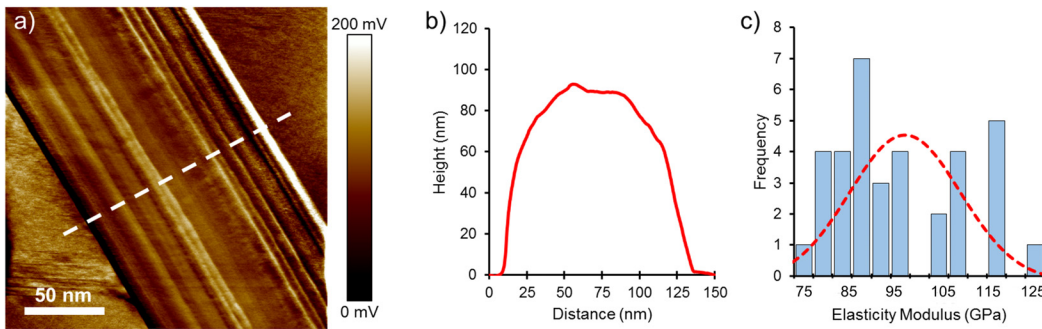 a)
200 mV
0 mV
50 nm
b)
Height (nm)
120
100
80
60
40
20
0
0 25 50 75 100 125 150
Distance (nm)
c)
Frequency
8
7
6
5
4
3
2
1
0
75 85 95 105 115 125
Elasticity Modulus (GPa)